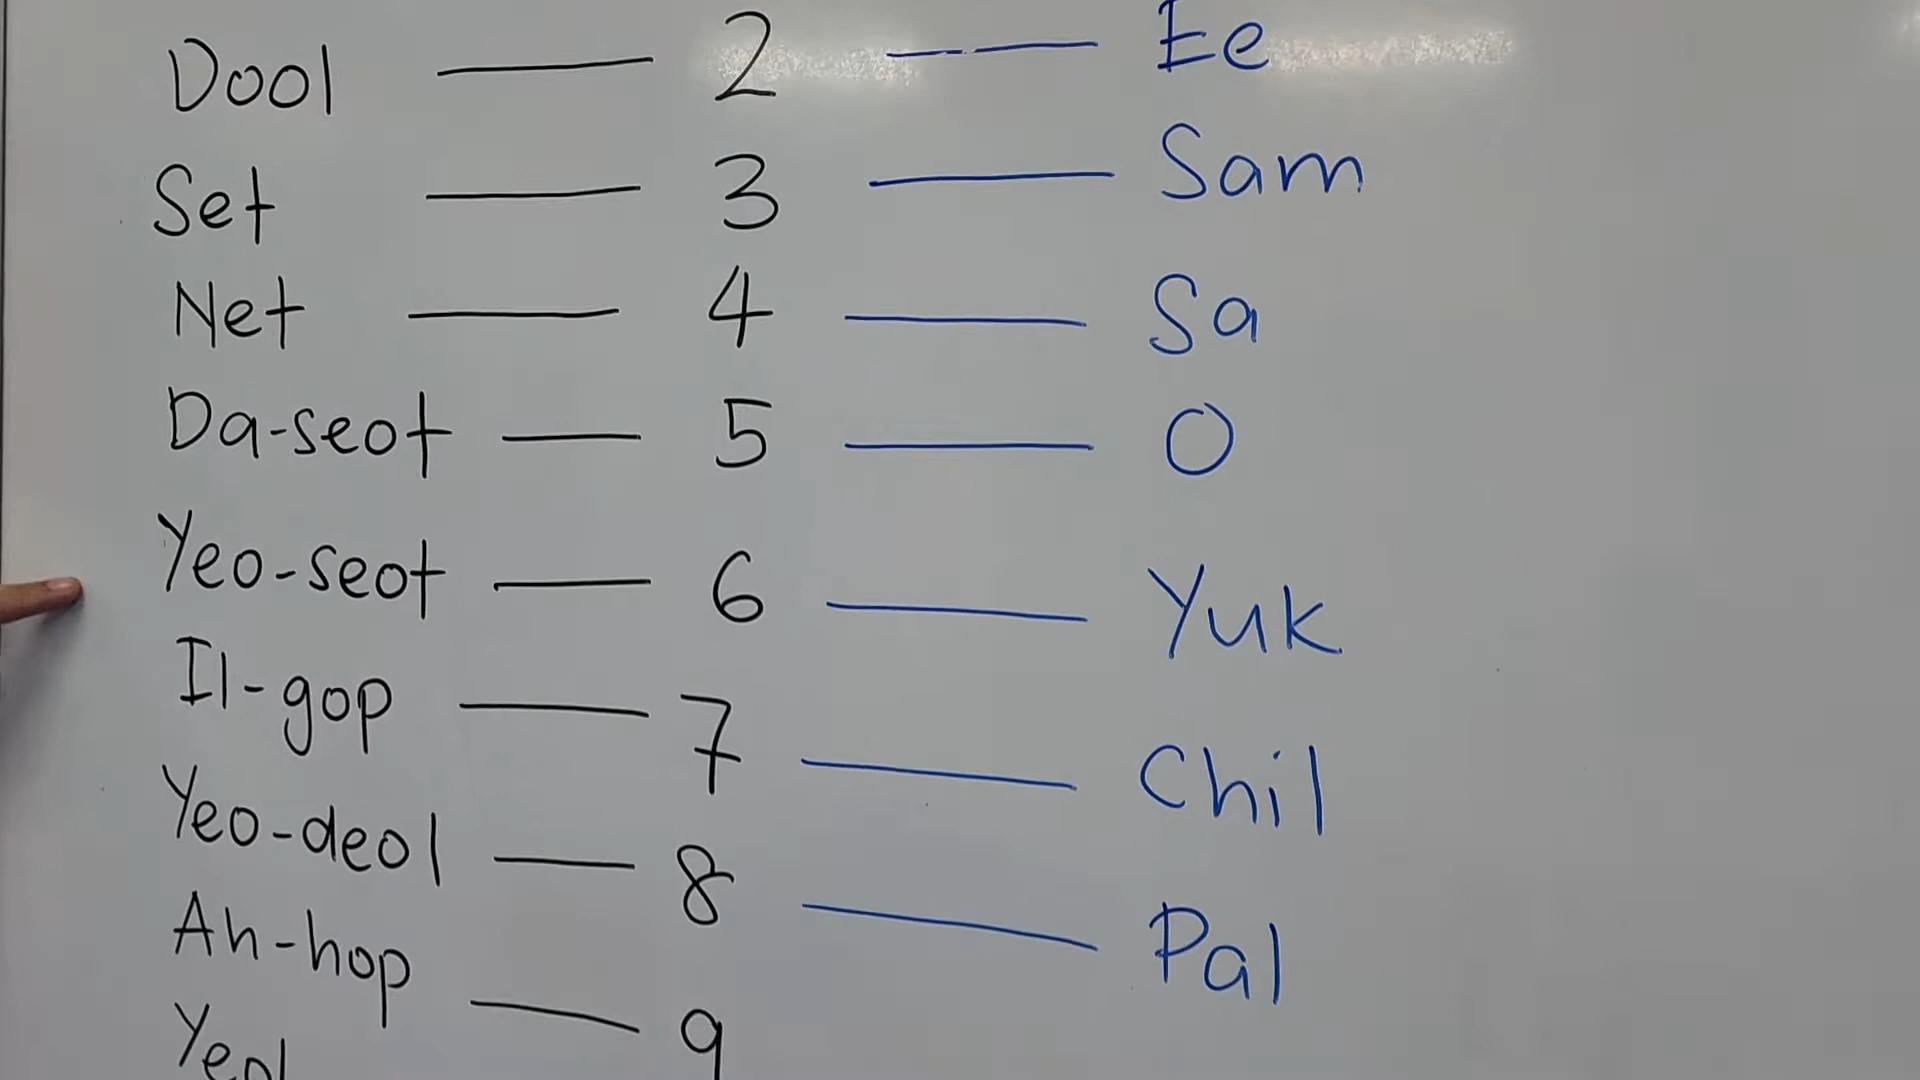 Dool 2 Ee
Set 3 Sam
Net 4 Sa
Da-seot 5 O
Yeo-seot 6 Yuk
Il-gop 7 Chil
Yeo-deol 8 Pal
Ah-hop 9
Yeol